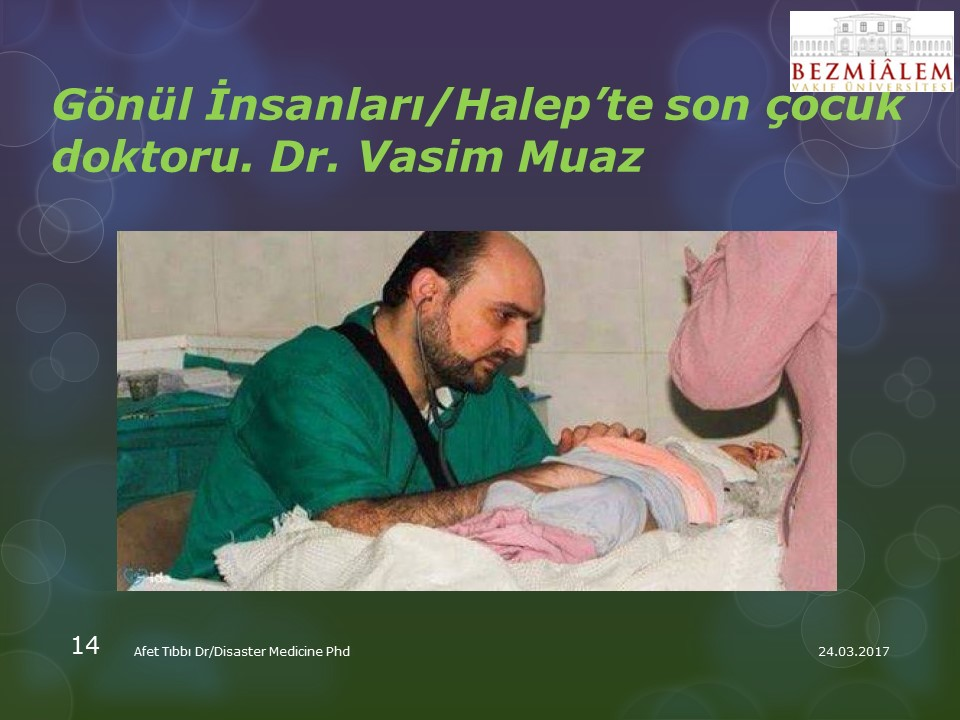 BEZMİÂLEM
VAKIF ÜNİVERSİTESİ
Gönül İnsanları/Halep’te son çocuk
doktoru. Dr. Vasim Muaz
ida
14
Afet Tıbbı Dr/Disaster Medicine Phd
24.03.2017